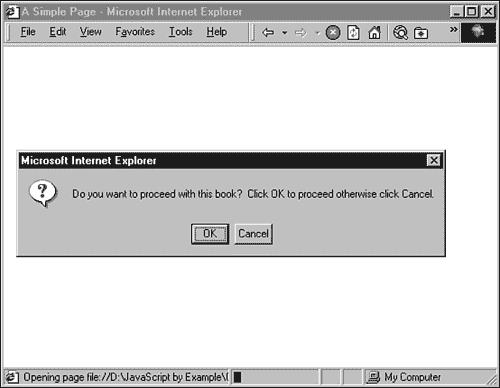 A Simple Page - Microsoft Internet Explorer
File Edit View Favorites Tools Help »
Microsoft Internet Explorer
Do you want to proceed with this book? Click OK to proceed otherwise click Cancel.
OK Cancel
Opening page file://D:\JavaScript by Example\ My Computer